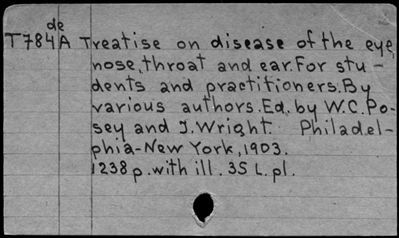 de
T784A Treatise on disease of the eye,
nose, throat and ear. For stu-
dents and practitioners. By
various authors. Ed. by W.C. Po-
sey and J. Wright. Philadel-
phia-New York, 1903.
1238 p. with ill. 35 L. pl.